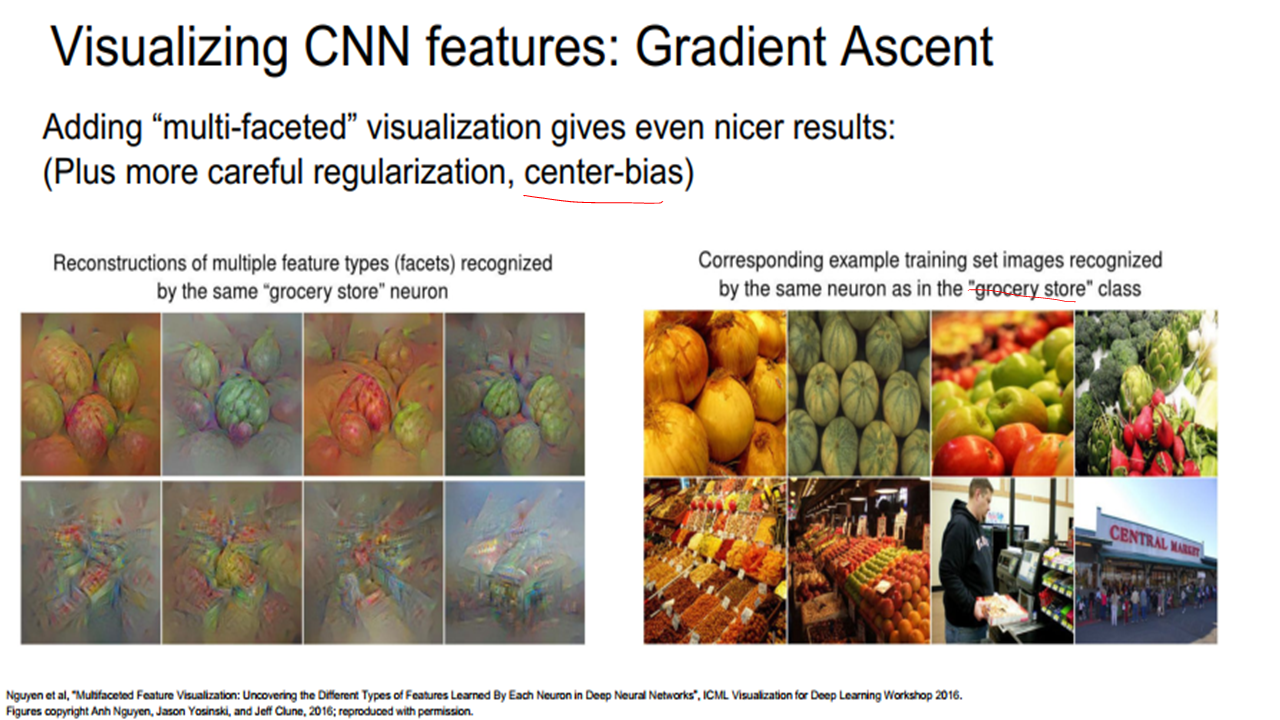 Visualizing CNN features: Gradient Ascent
Adding “multi-faceted” visualization gives even nicer results:
(Plus more careful regularization, center-bias)
Reconstructions of multiple feature types (facets) recognized
by the same “grocery store” neuron
Corresponding example training set images recognized
by the same neuron as in the "grocery store" class
CENTRAL MARKET
Nguyen et al, “Multifaceted Feature Visualization: Uncovering the Different Types of Features Learned By Each Neuron in Deep Neural Networks”, ICML Visualization for Deep Learning Workshop 2016.
Figures copyright Anh Nguyen, Jason Yosinski, and Jeff Clune, 2016; reproduced with permission.